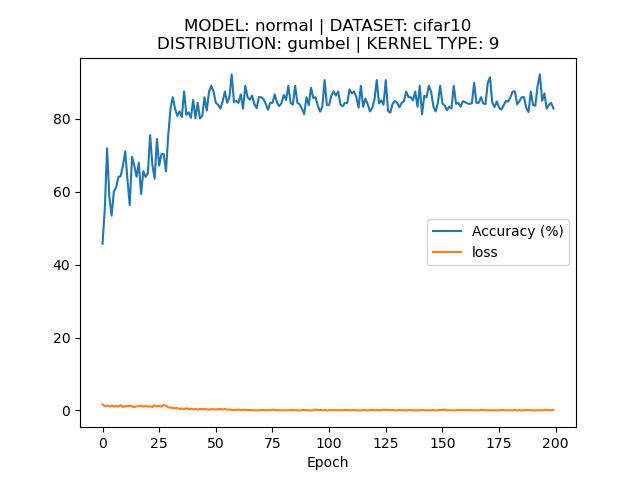 MODEL: normal | DATASET: cifar10
DISTRIBUTION: gumbel | KERNEL TYPE: 9
80
60
40
20
0
Accuracy (%)
loss
0 25 50 75 100 125 150 175 200
Epoch